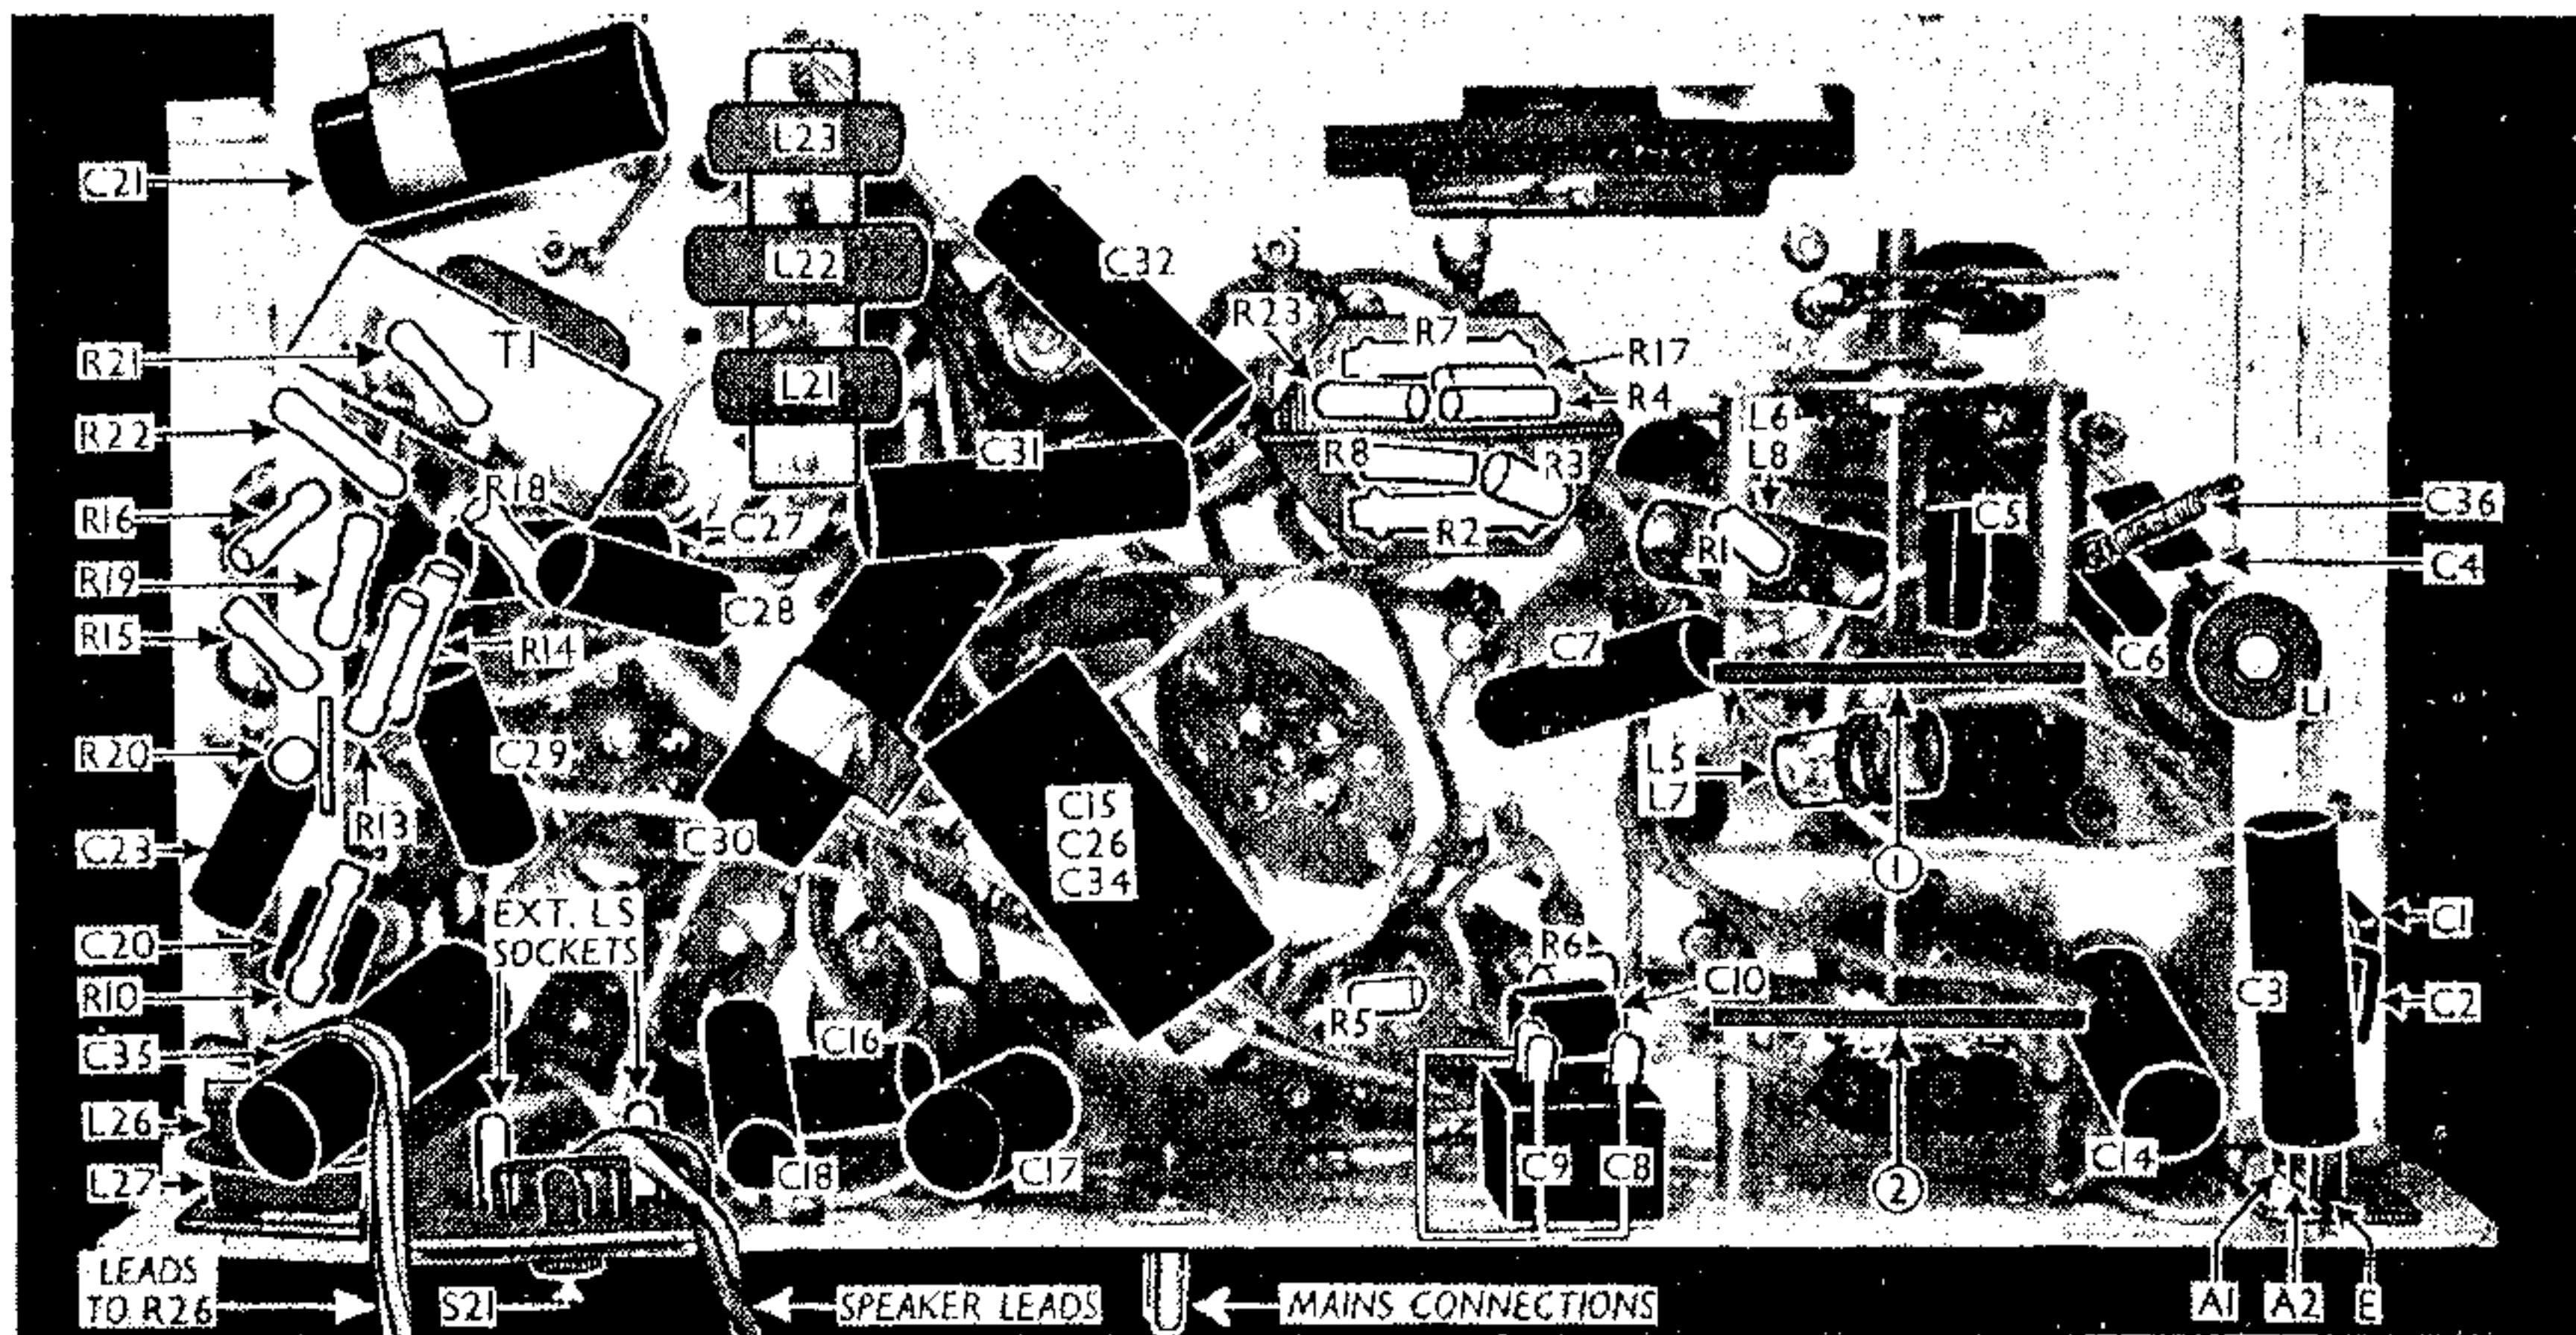 C21
L23
L22
C32
R23
R7
T1
R21
L21
R17
R4
L6
L8
R22
C31
R8
R3
R18
R16
C27
R2
R1
C5
C36
R19
C28
C4
R15
R14
C7
C6
L1
R20
C29
L5
L7
R13
C23
C30
C15
C26
C34
1
EXT. LS
SOCKETS
C1
C20
R6
R10
R5
C10
C3
C2
C35
C16
L26
C9
C8
C14
L27
C18
C17
2
LEADS
TO R26
S21
SPEAKER LEADS
MAINS CONNECTIONS
A1
A2
E